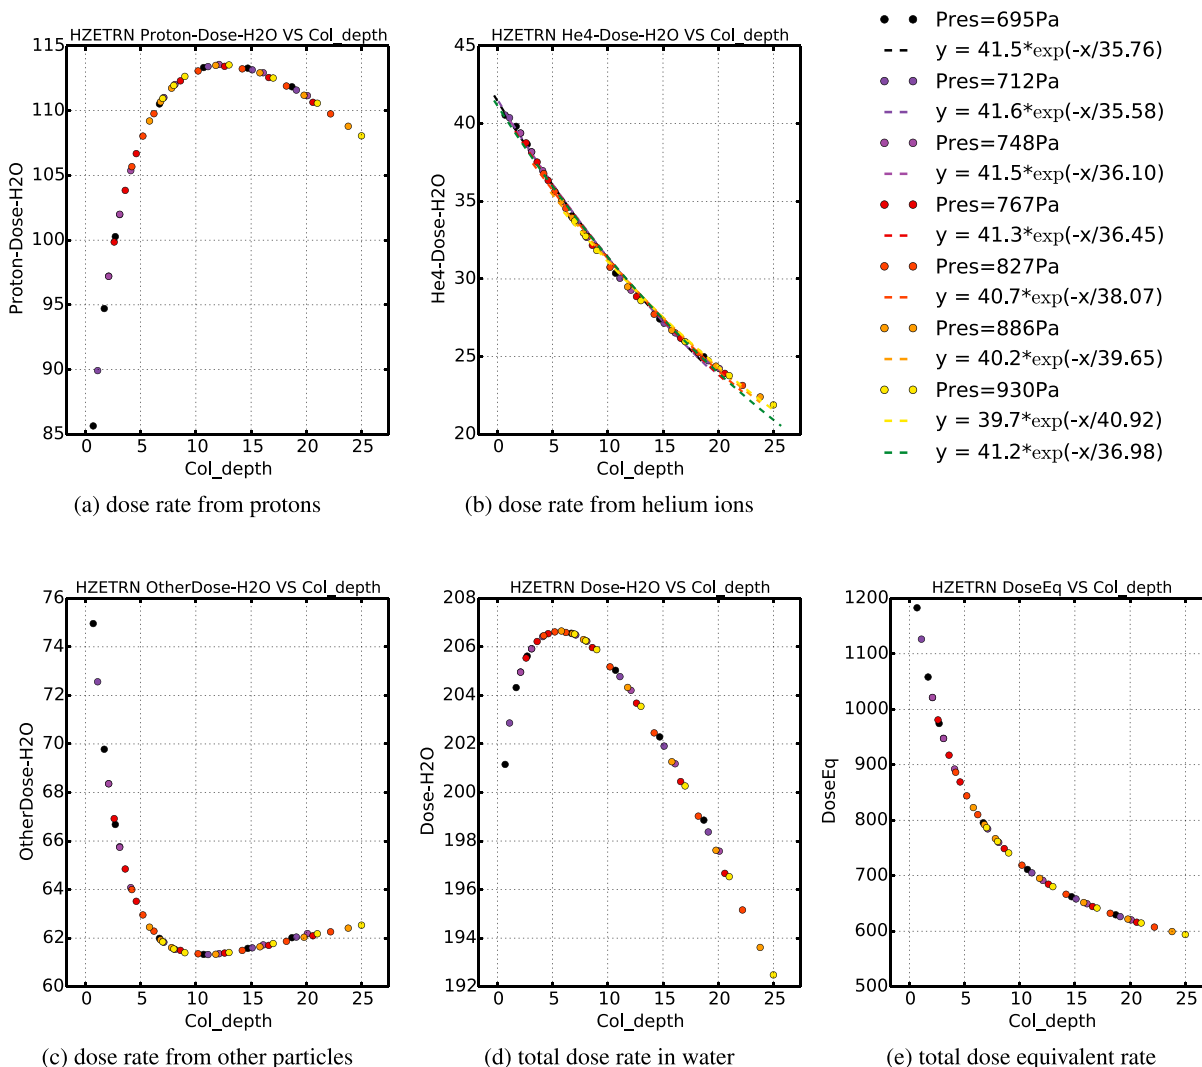 HZETRN Proton-Dose-H2O VS Col_depth
115
110
105
100
95
90
85
0 5 10 15 20 25
Proton-Dose-H2O
Col_depth
(a) dose rate from protons
HZETRN He4-Dose-H2O VS Col_depth
45
40
35
30
25
20
0 5 10 15 20 25
He4-Dose-H2O
Col_depth
(b) dose rate from helium ions
Pres=695Pa
y = 41.5*exp(-x/35.76)
Pres=712Pa
y = 41.6*exp(-x/35.58)
Pres=748Pa
y = 41.5*exp(-x/36.10)
Pres=767Pa
y = 41.3*exp(-x/36.45)
Pres=827Pa
y = 40.7*exp(-x/38.07)
Pres=886Pa
y = 40.2*exp(-x/39.65)
Pres=930Pa
y = 39.7*exp(-x/40.92)
y = 41.2*exp(-x/36.98)
HZETRN OtherDose-H2O VS Col_depth
76
74
72
70
68
66
64
62
60
0 5 10 15 20 25
OtherDose-H2O
Col_depth
(c) dose rate from other particles
HZETRN Dose-H2O VS Col_depth
208
206
204
202
200
198
196
194
192
0 5 10 15 20 25
Dose-H2O
Col_depth
(d) total dose rate in water
HZETRN DoseEq VS Col_depth
1200
1100
1000
900
800
700
600
500
0 5 10 15 20 25
DoseEq
Col_depth
(e) total dose equivalent rate